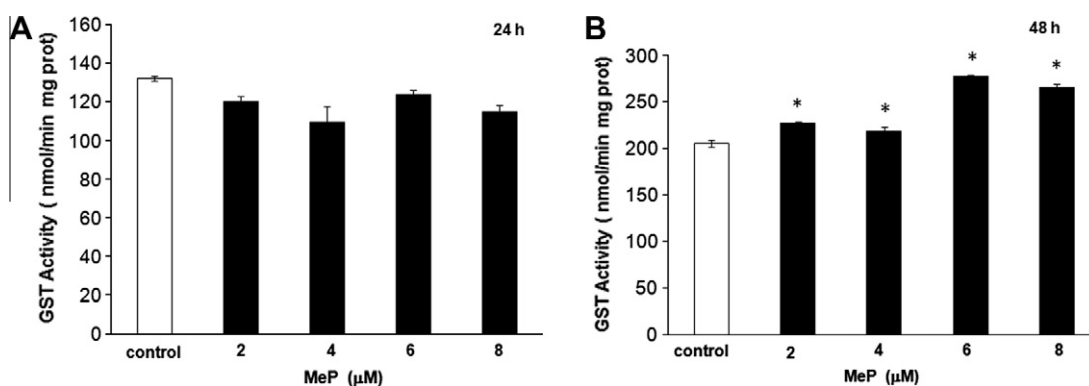 A
24 h
GST Activity ( nmol/min mg prot)
160
140
120
100
80
60
40
20
0
control 2 4 6 8
MeP (μM)
B
48 h
GST Activity ( nmol/min mg prot)
300
250
200
150
100
50
0
* * * *
control 2 4 6 8
MeP (μM)